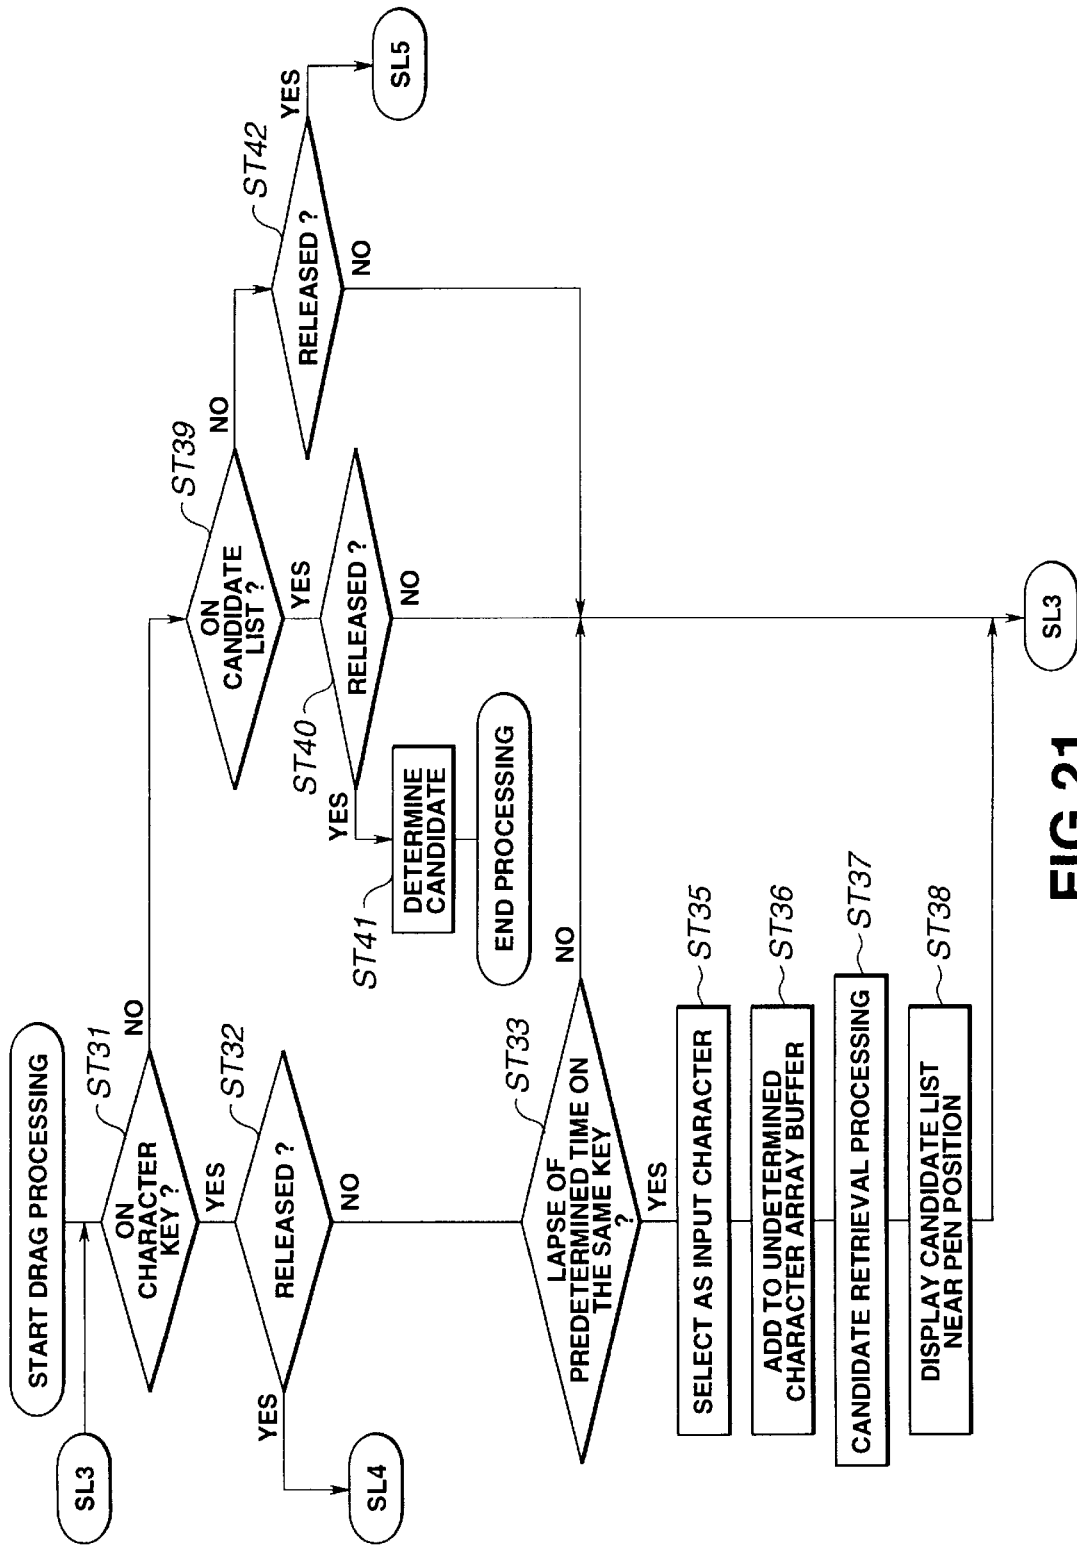 START DRAG PROCESSING
SL3
ST31
ON
CHARACTER
KEY ?
NO
YES
ST32
RELEASED ?
YES
NO
SL4
ST39
ON
CANDIDATE
LIST ?
NO
YES
ST40
RELEASED ?
YES
NO
ST41
DETERMINE
CANDIDATE
END PROCESSING
ST42
RELEASED ?
YES
NO
SL5
ST33
LAPSE OF
PREDETERMINED TIME ON
THE SAME KEY
?
NO
YES
SELECT AS INPUT CHARACTER
ST35
ADD TO UNDETERMINED
CHARACTER ARRAY BUFFER
ST36
CANDIDATE RETRIEVAL PROCESSING
ST37
DISPLAY CANDIDATE LIST
NEAR PEN POSITION
ST38
SL3
FIG.21